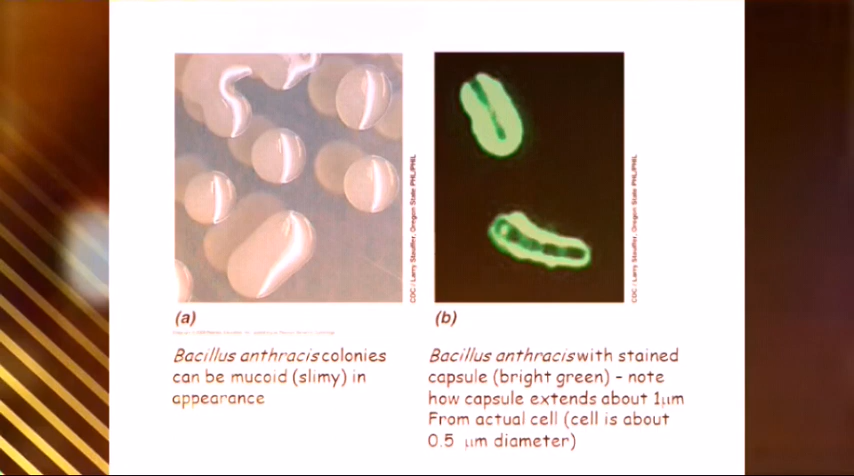 CDC / Larry Stauffer, Oregon State PHL/PHIL
CDC / Larry Stauffer, Oregon State PHL/PHIL
(a)
(b)
Bacillus anthracis colonies
can be mucoid (slimy) in
appearance
Bacillus anthracis with stained
capsule (bright green) – note
how capsule extends about 1µm
From actual cell (cell is about
0.5 µm diameter)